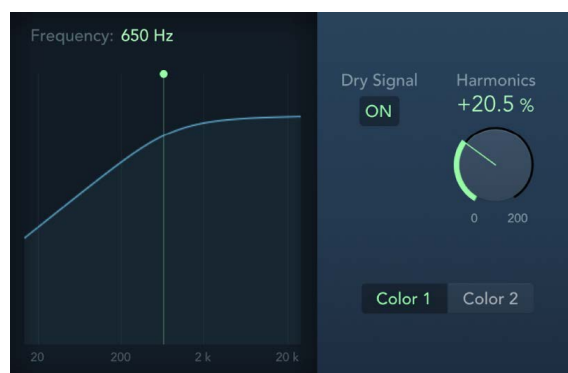 Frequency: 650 Hz
20 200 2 k 20 k
Dry Signal
ON
Harmonics
+20.5 %
0 200
Color 1 Color 2